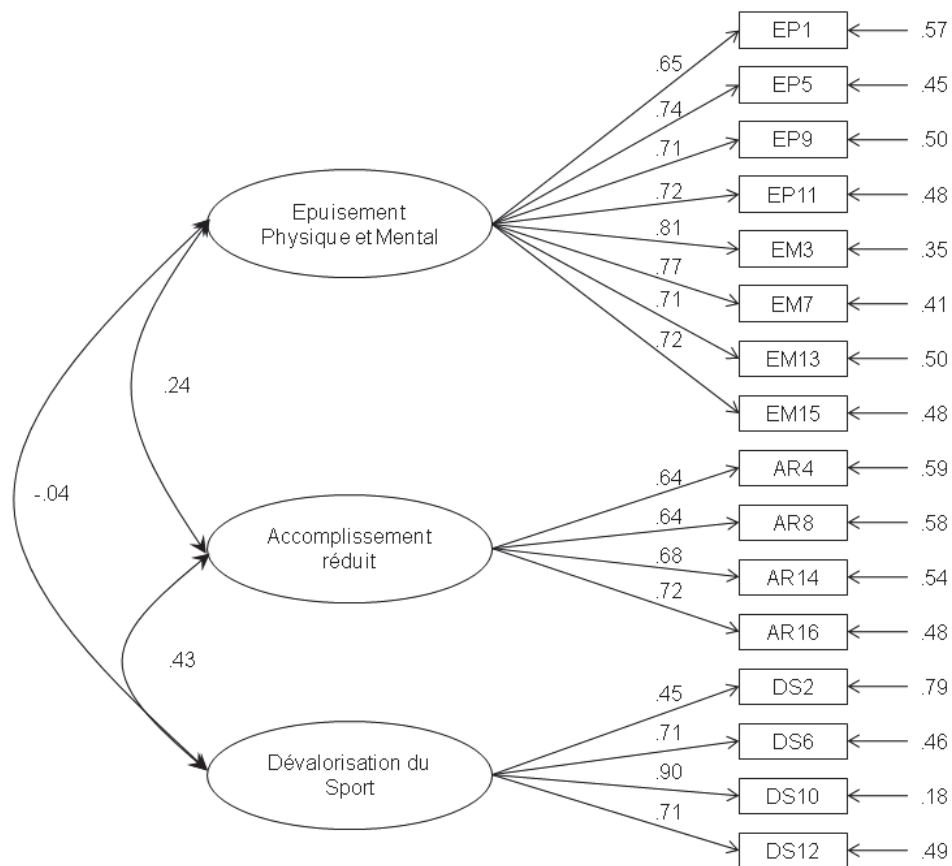 EP1
.57
.65
EP5
.45
.74
EP9
.50
.71
EP11
.48
.72
Epuisement
Physique et Mental
EM3
.35
.81
EM7
.41
.77
EM13
.50
.71
EM15
.48
.72
.24
-.04
AR4
.59
.64
AR8
.58
.64
Accomplissement
réduit
AR14
.54
.68
AR16
.48
.72
.43
DS2
.79
.45
DS6
.46
.71
Dévalorisation du
Sport
DS10
.18
.90
DS12
.49
.71